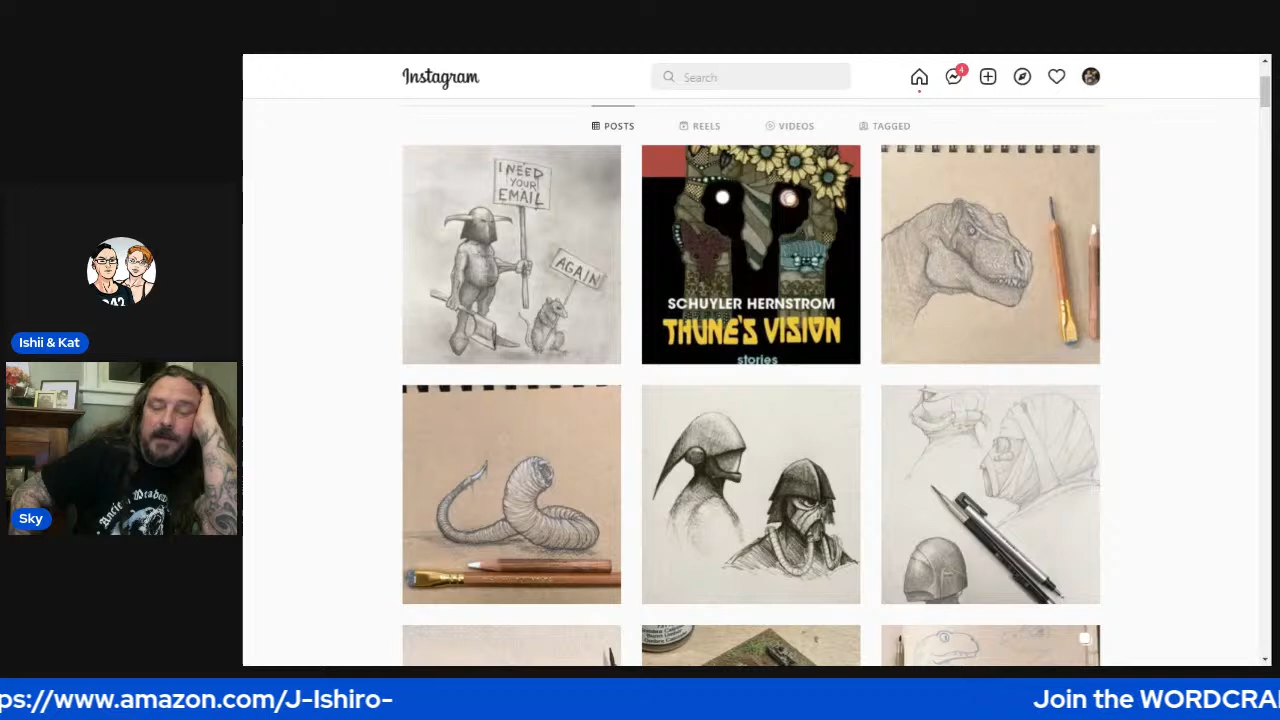 Instagram
Search
4
POSTS
REELS
VIDEOS
TAGGED
I NEED
YOUR
EMAIL
AGAIN
SCHUYLER HERNSTROM
THUNE'S VISION
stories
Ishii & Kat
Sky
ps://www.amazon.com/J-Ishiro-
Join the WORDCRA